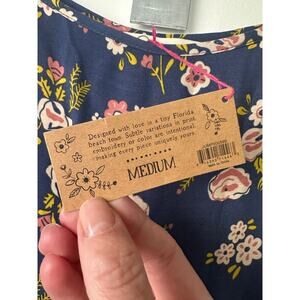 Designed with love in a tiny Florida
beach town. Subtle variations in print,
embroidery or color are intentional,
making every piece uniquely yours.
MEDIUM